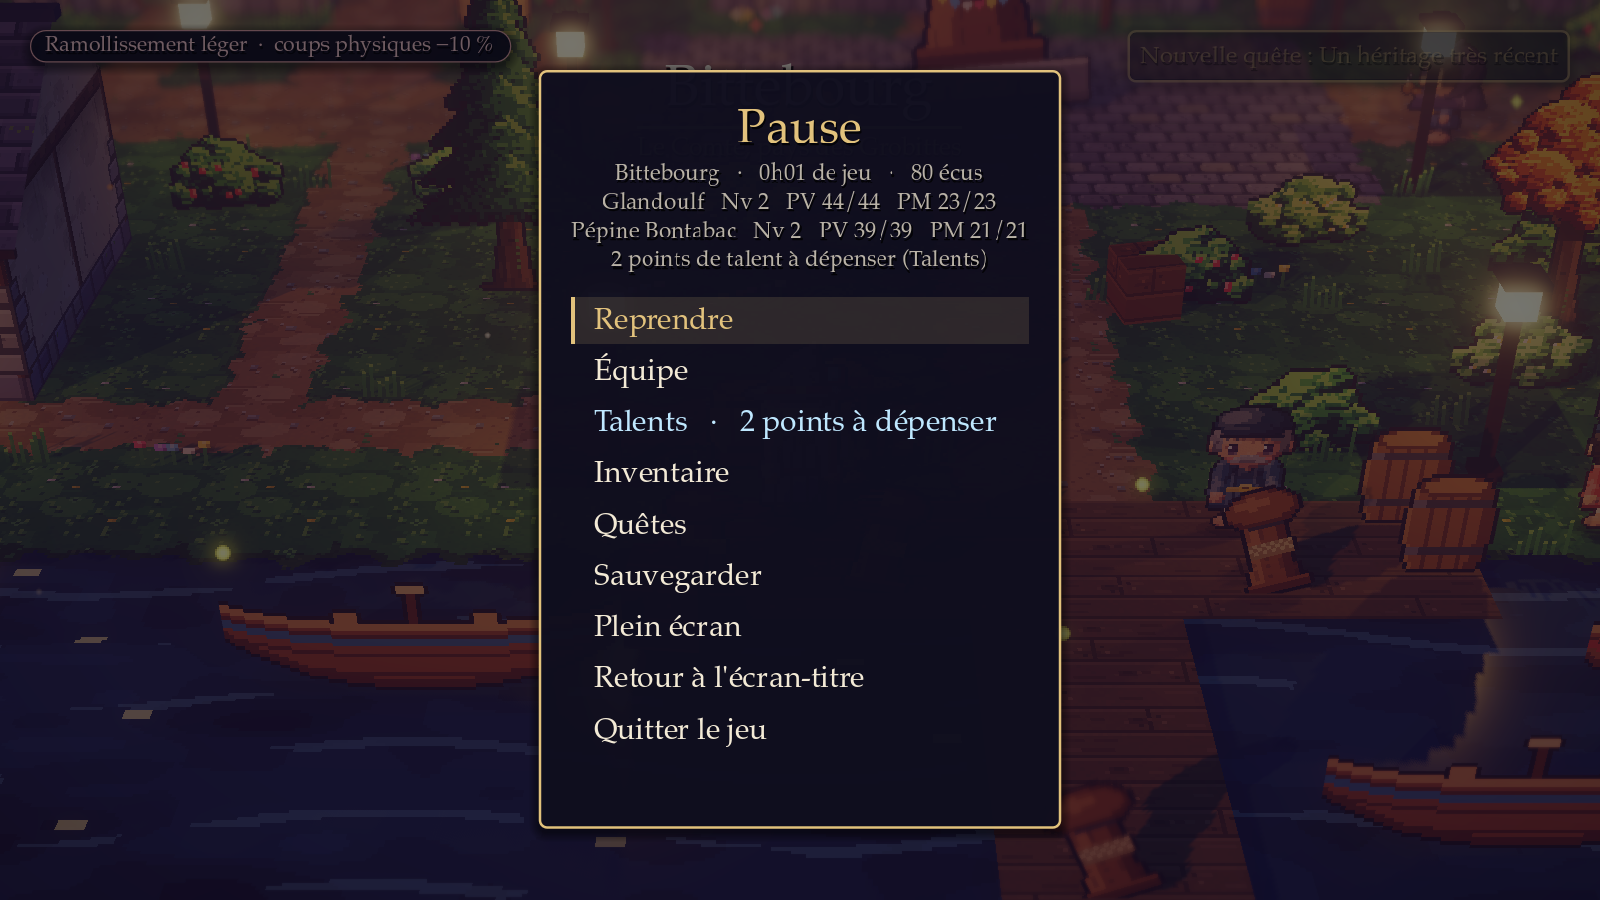 Ramollissement léger · coups physiques −10 %
Nouvelle quête : Un héritage très récent
Bittebourg
Pause
Bittebourg · 0h01 de jeu · 80 écus
Glandoulf Nv 2 PV 44/44 PM 23/23
Pépine Bontabac Nv 2 PV 39/39 PM 21/21
2 points de talent à dépenser (Talents)
Reprendre
Équipe
Talents · 2 points à dépenser
Inventaire
Quêtes
Sauvegarder
Plein écran
Retour à l'écran-titre
Quitter le jeu